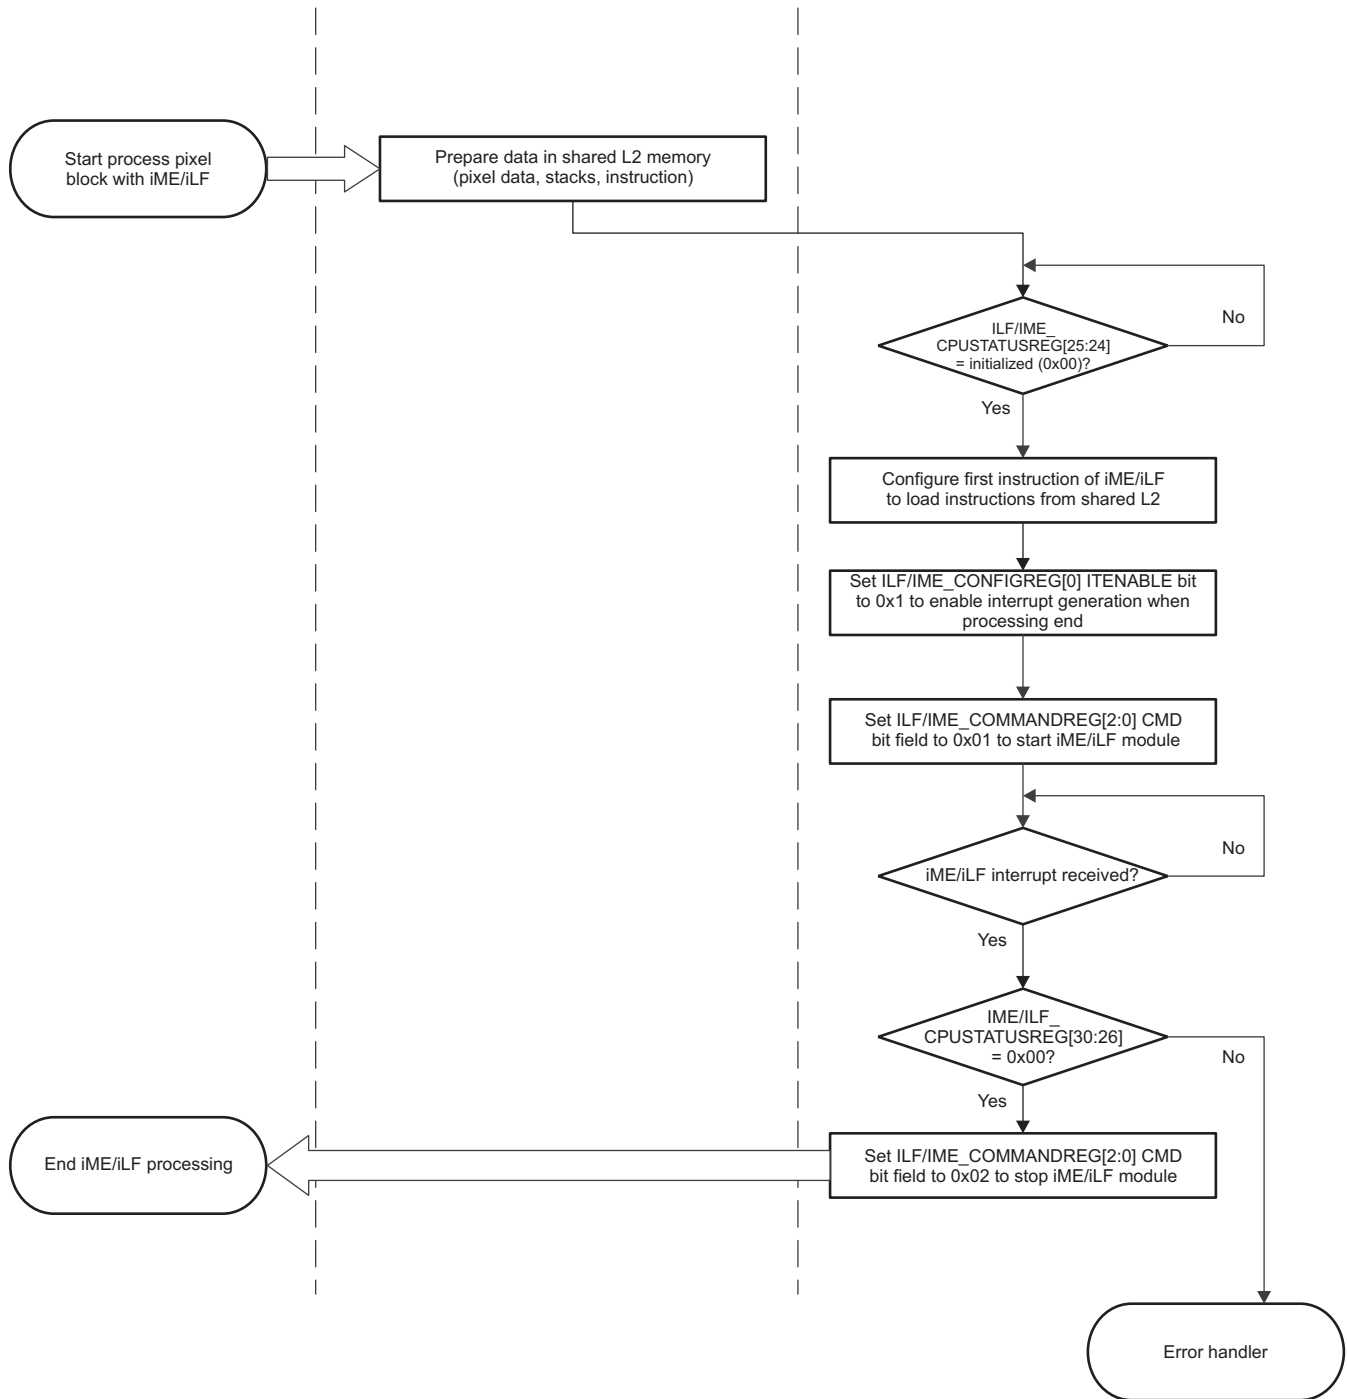 Start process pixel
block with iME/iLF
Prepare data in shared L2 memory
(pixel data, stacks, instruction)
ILF/IME_
CPUSTATUSREG[25:24]
= initialized (0x00)?
No
Yes
Configure first instruction of iME/iLF
to load instructions from shared L2
Set ILF/IME_CONFIGREG[0] ITENABLE bit
to 0x1 to enable interrupt generation when
processing end
Set ILF/IME_COMMANDREG[2:0] CMD
bit field to 0x01 to start iME/iLF module
iME/iLF interrupt received?
No
Yes
IME/ILF_
CPUSTATUSREG[30:26]
= 0x00?
No
Yes
Set ILF/IME_COMMANDREG[2:0] CMD
bit field to 0x02 to stop iME/iLF module
End iME/iLF processing
Error handler